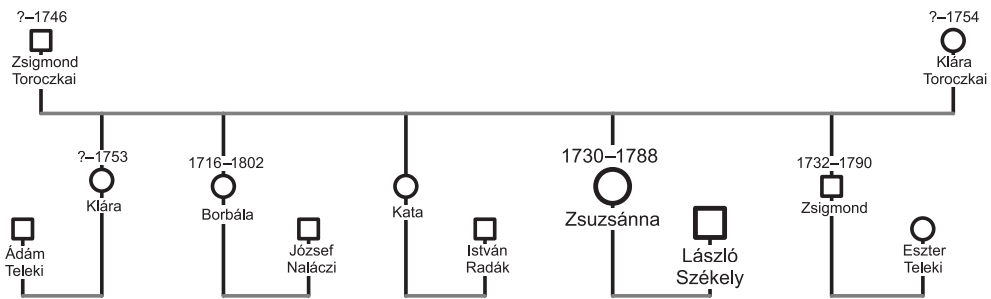 ?–1746
Zsigmond
Toroczkai
?–1754
Klára
Toroczkai
?–1753
Klára
1716–1802
Borbála
Kata
1730–1788
Zsuzsánna
1732–1790
Zsigmond
Ádám
Teleki
József
Naláczi
István
Radák
László
Székely
Eszter
Teleki